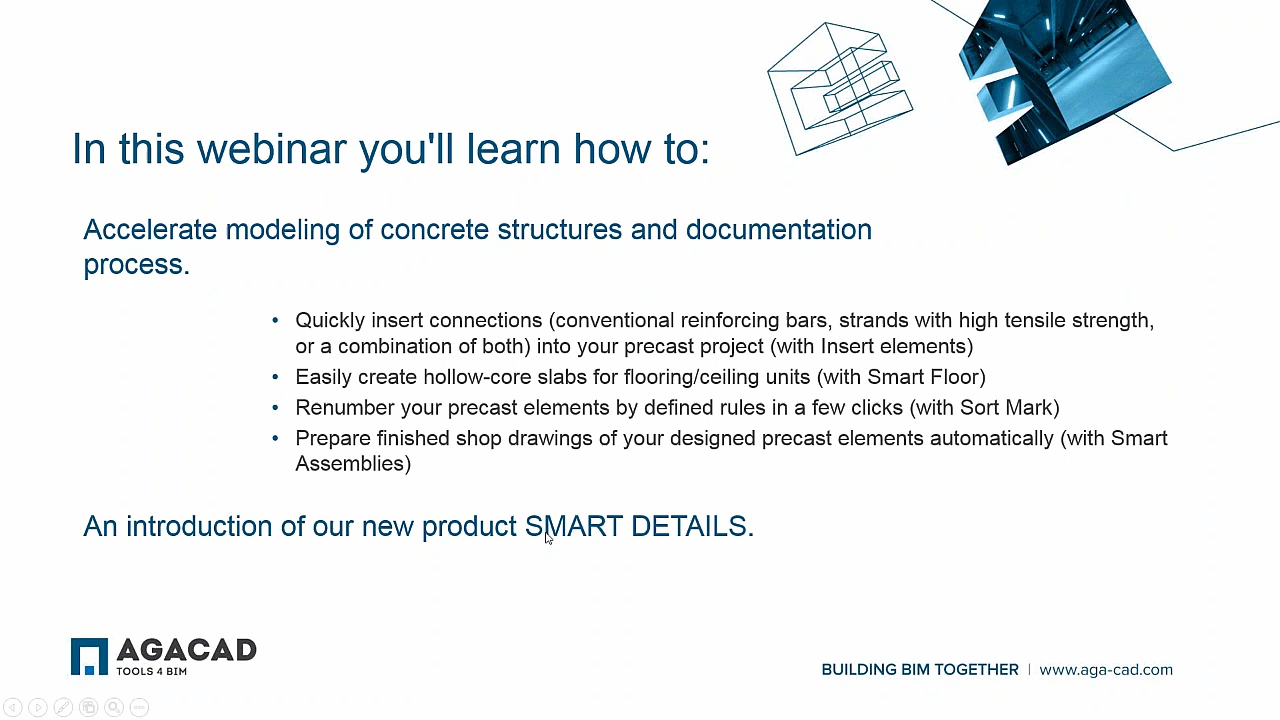 In this webinar you'll learn how to:
Accelerate modeling of concrete structures and documentation
process.
• Quickly insert connections (conventional reinforcing bars, strands with high tensile strength,
or a combination of both) into your precast project (with Insert elements)
• Easily create hollow-core slabs for flooring/ceiling units (with Smart Floor)
• Renumber your precast elements by defined rules in a few clicks (with Sort Mark)
• Prepare finished shop drawings of your designed precast elements automatically (with Smart
Assemblies)
An introduction of our new product SMART DETAILS.
AGACAD
TOOLS 4 BIM
BUILDING BIM TOGETHER | www.aga-cad.com